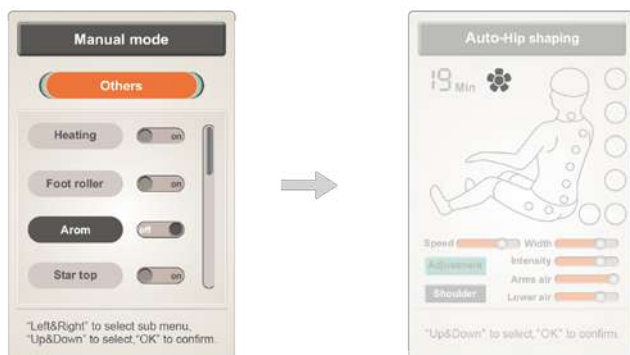 Manual mode
Others
Heating on
Foot roller on
Arom off
Star top on
"Left&Right" to select sub menu,
"Up&Down" to select,"OK" to confirm.
Auto-Hip shaping
19 Min
Speed Width
Adjustment Intensity
Arms air
Shoulder Lower air
"Up&Down" to select,"OK" to confirm.